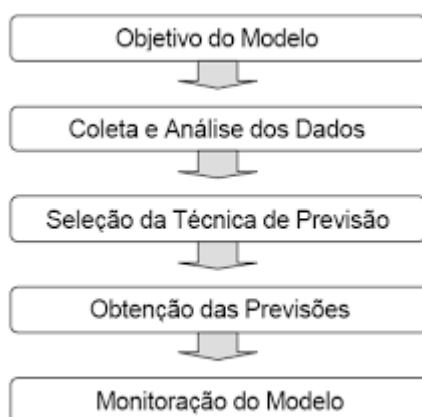 Objetivo do Modelo
Coleta e Análise dos Dados
Seleção da Técnica de Previsão
Obtenção das Previsões
Monitoração do Modelo